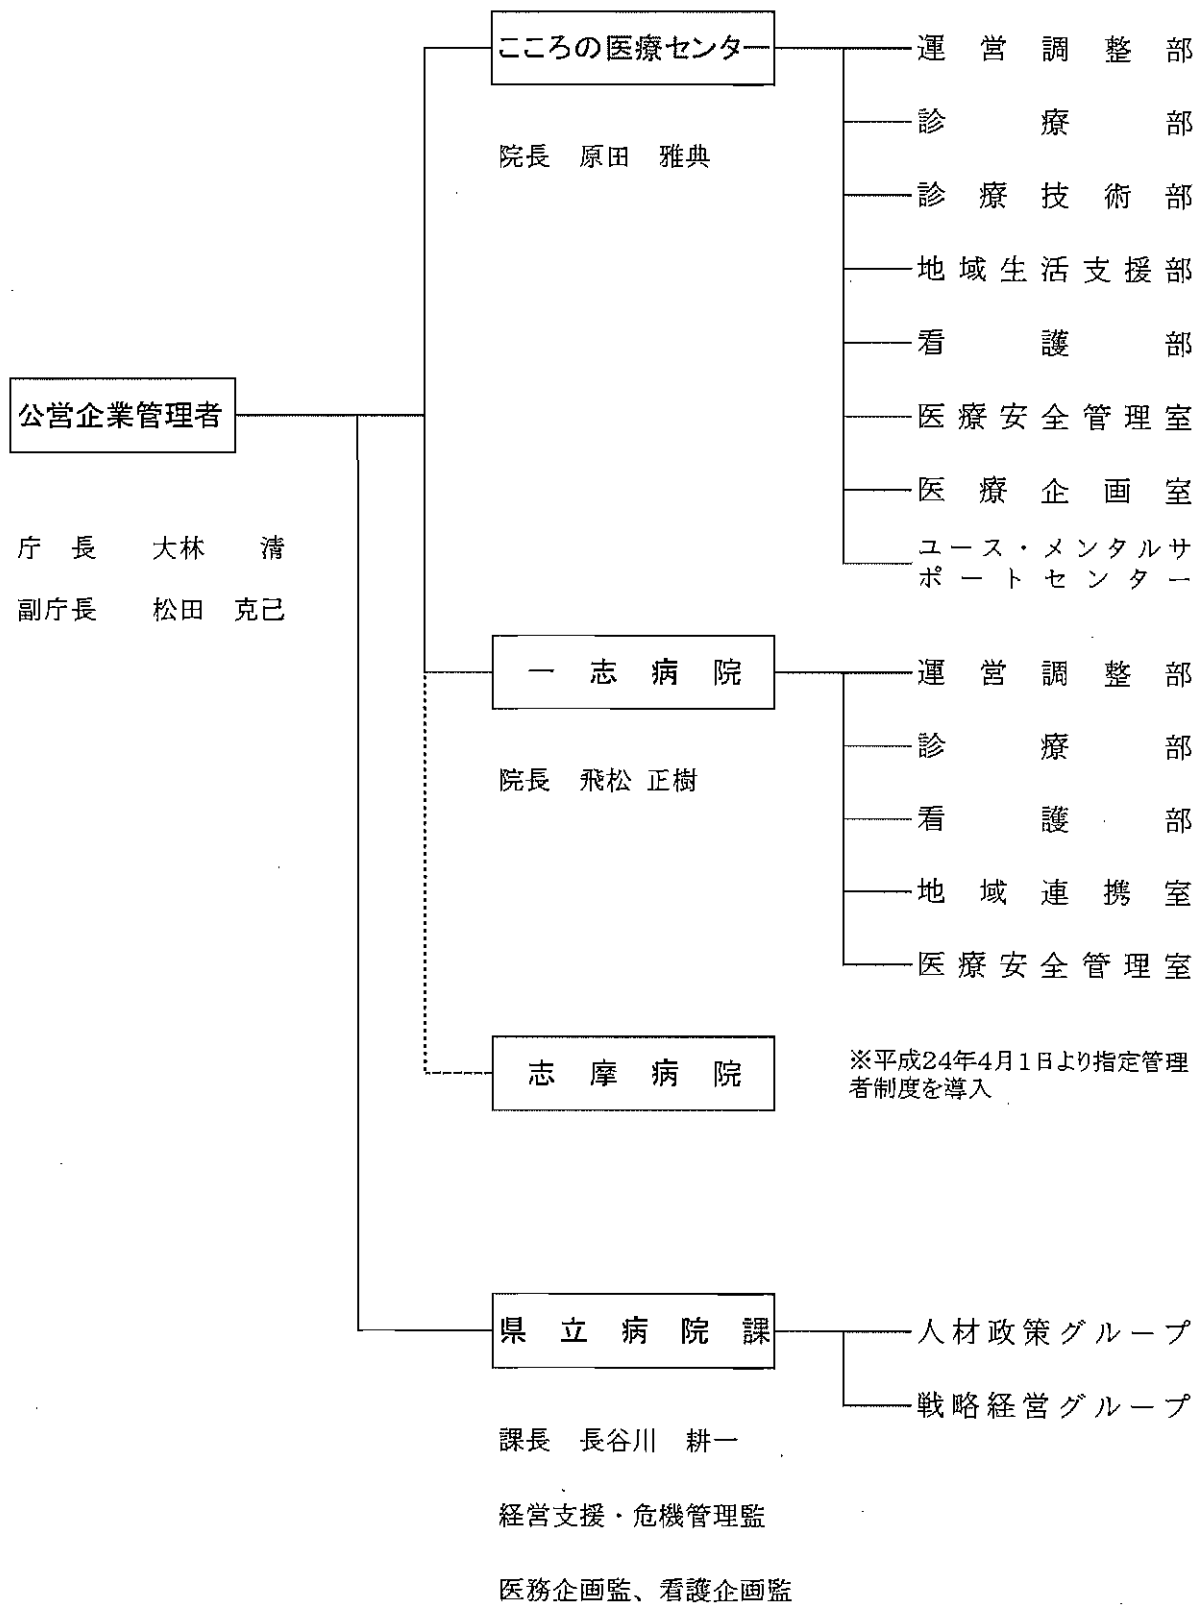 こころの医療センター
院長　原田　雅典
運営調整部
診療部
診療技術部
地域生活支援部
看護部
医療安全管理室
医療企画室
ユース・メンタルサ
ポートセンター
公営企業管理者
庁　長　　大林　　清
副庁長　　松田　克己
一志病院
院長　飛松 正樹
運営調整部
診療部
看護部
地域連携室
医療安全管理室
志摩病院
※平成24年4月1日より指定管理
者制度を導入
県立病院課
課長　長谷川　耕一
経営支援・危機管理監
医務企画監、看護企画監
人材政策グループ
戦略経営グループ